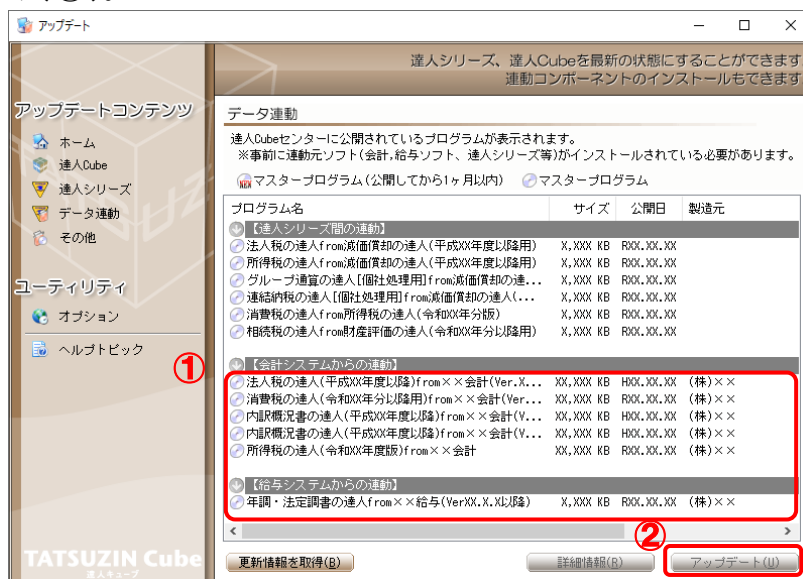 アップデート
達人シリーズ、達人Cubeを最新の状態にすることができます
連動コンポーネントのインストールもできます
アップデートコンテンツ
ホーム
達人Cube
達人シリーズ
データ連動
その他
ユーティリティ
オプション
ヘルプトピック
TATSUZIN Cube
達人キューブ
データ連動
達人Cubeセンターに公開されているプログラムが表示されます。
※事前に連動元ソフト(会計,給与ソフト、達人シリーズ等)がインストールされている必要があります。
マスタープログラム(公開してから1ヶ月以内) マスタープログラム
プログラム名 サイズ 公開日 製造元
【達人シリーズ間の連動】
法人税の達人from減価償却の達人(平成XX年度以降用) X,XXX KB RXX.XX.XX
所得税の達人from減価償却の達人(平成XX年度以降用) X,XXX KB RXX.XX.XX
グループ通算の達人[個社処理用]from減価償却の達... X,XXX KB RXX.XX.XX
連結納税の達人[個社処理用]from減価償却の達人(... X,XXX KB RXX.XX.XX
消費税の達人from所得税の達人(令和XX年分版) X,XXX KB RXX.XX.XX
相続税の達人from財産評価の達人(令和XX年分以降用) X,XXX KB RXX.XX.XX
①
【会計システムからの連動】
法人税の達人(平成XX年度以降)from××会計(Ver.X... XX,XXX KB HXX.XX.XX (株)××
消費税の達人(令和XX年分以降用)from××会計(Ver... XX,XXX KB RXX.XX.XX (株)××
内訳概況書の達人(平成XX年度以降)from××会計(V... XX,XXX KB HXX.XX.XX (株)××
内訳概況書の達人(平成XX年度以降)from××会計(V... XX,XXX KB HXX.XX.XX (株)××
所得税の達人(令和XX年度版)from××会計 XX,XXX KB RXX.XX.XX (株)××
【給与システムからの連動】
年調・法定調書の達人from××給与(VerXX.X.X以降) X,XXX KB RXX.XX.XX (株)××
②
更新情報を取得(B) 詳細情報(R) アップデート(U)